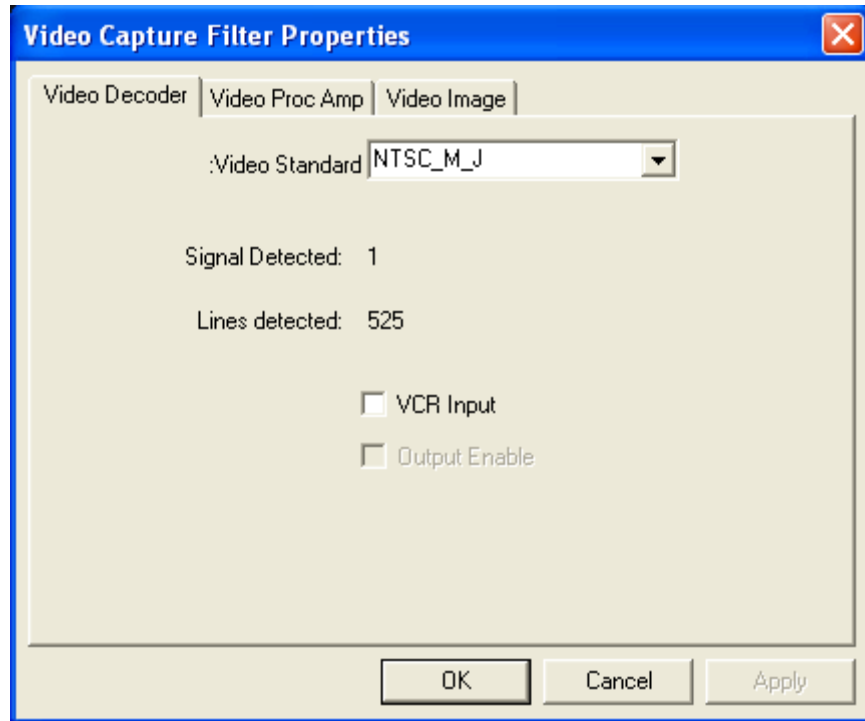 Video Capture Filter Properties
Video Decoder Video Proc Amp Video Image
:Video Standard NTSC_M_J
Signal Detected: 1
Lines detected: 525
VCR Input
Output Enable
OK Cancel Apply